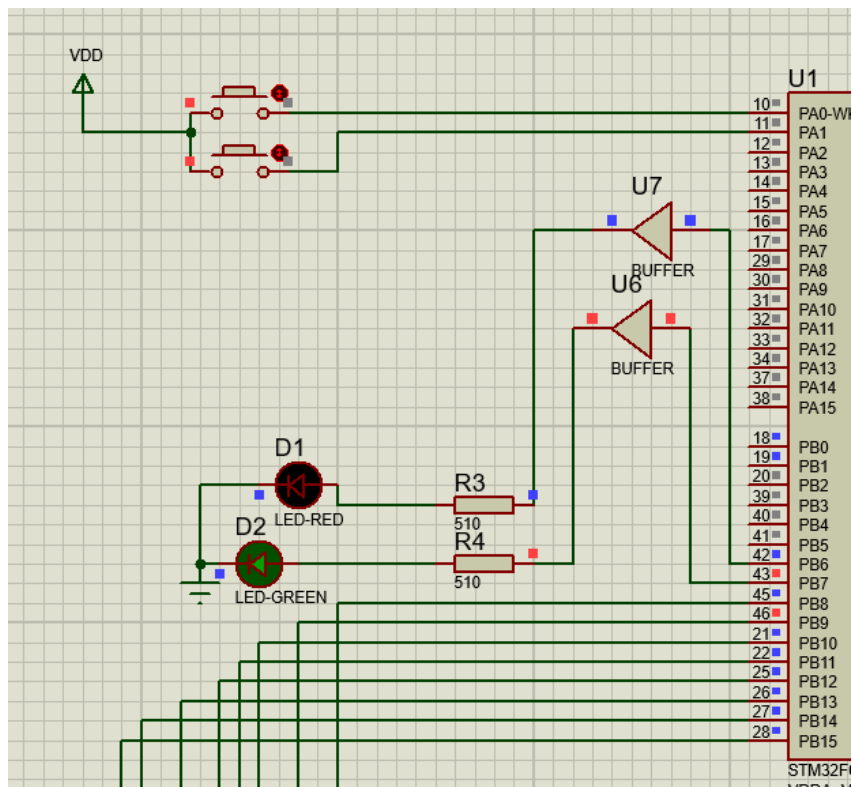 VDD
U1
10 PA0-WK
11 PA1
12 PA2
13 PA3
14 PA4
15 PA5
16 PA6
17 PA7
29 PA8
30 PA9
31 PA10
32 PA11
33 PA12
34 PA13
37 PA14
38 PA15
U7
BUFFER
U6
BUFFER
18 PB0
19 PB1
20 PB2
39 PB3
40 PB4
41 PB5
42 PB6
43 PB7
45 PB8
46 PB9
21 PB10
22 PB11
25 PB12
26 PB13
27 PB14
28 PB15
D1
LED-RED
R3
510
D2
LED-GREEN
R4
510